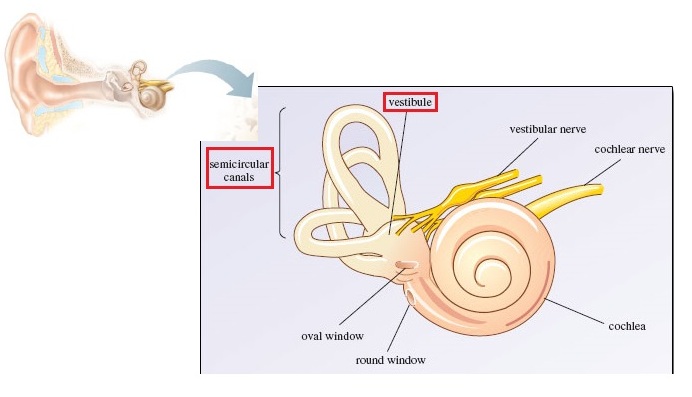 vestibule
vestibular nerve
cochlear nerve
semicircular
canals
oval window
round window
cochlea